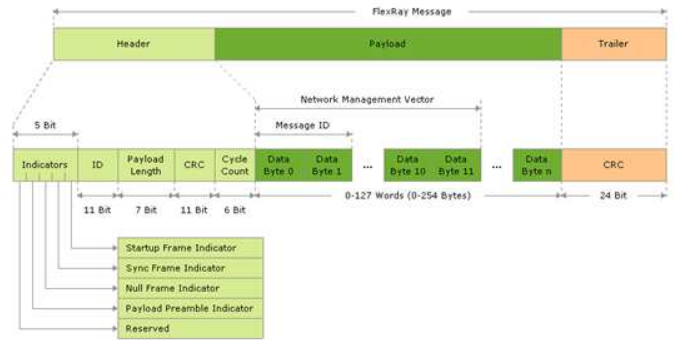 FlexRay Message
Header Payload Trailer
Network Management Vector
5 Bit Message ID
Indicators ID Payload Length CRC Cycle Count Data Byte 0 Data Byte 1 ... Data Byte 10 Data Byte 11 ... Data Byte n CRC
11 Bit 7 Bit 11 Bit 6 Bit 0-127 Words (0-254 Bytes) 24 Bit
Startup Frame Indicator
Sync Frame Indicator
Null Frame Indicator
Payload Preamble Indicator
Reserved